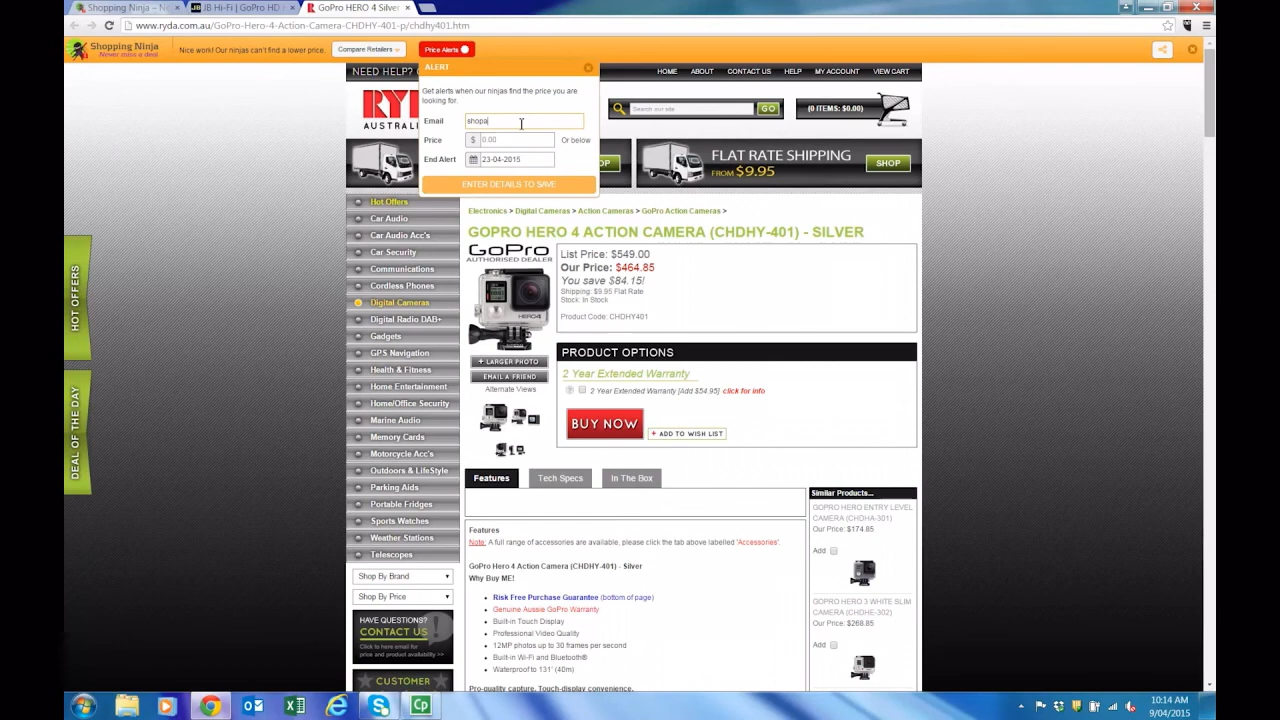 Shopping Ninja
JB Hi-Fi | GoPro HD
GoPro HERO 4 Silver
www.ryda.com.au/GoPro-Hero-4-Action-Camera-CHDHY-401-p/chdhy401.htm
Shopping Ninja
Never miss a deal
Nice work! Our ninjas can't find a lower price.
Compare Retailers
Price Alerts
ALERT
Get alerts when our ninjas find the price you are
looking for.
Email shopa
Price $ 0.00 Or below
End Alert 23-04-2015
ENTER DETAILS TO SAVE
NEED HELP?
HOME ABOUT CONTACT US HELP MY ACCOUNT VIEW CART
AUSTRAL
Search our site GO
(0 ITEMS: $0.00)
OP
FLAT RATE SHIPPING
FROM $9.95
SHOP
HOT OFFERS
DEAL OF THE DAY
Hot Offers
Car Audio
Car Audio Acc's
Car Security
Communications
Cordless Phones
Digital Cameras
Digital Radio DAB+
Gadgets
GPS Navigation
Health & Fitness
Home Entertainment
Home/Office Security
Marine Audio
Memory Cards
Motorcycle Acc's
Outdoors & LifeStyle
Parking Aids
Portable Fridges
Sports Watches
Weather Stations
Telescopes
Shop By Brand
Shop By Price
HAVE QUESTIONS?
CONTACT US
Click to here email for
price and product availability >>
CUSTOMER
Electronics > Digital Cameras > Action Cameras > GoPro Action Cameras >
GOPRO HERO 4 ACTION CAMERA (CHDHY-401) - SILVER
GoPro
AUTHORISED DEALER
HERO4
+ LARGER PHOTO
EMAIL A FRIEND
Alternate Views
List Price: $549.00
Our Price: $464.85
You save $84.15!
Shipping: $9.95 Flat Rate
Stock: In Stock
Product Code: CHDHY401
PRODUCT OPTIONS
2 Year Extended Warranty
2 Year Extended Warranty [Add $54.95] click for info
BUY NOW
+ ADD TO WISH LIST
Features Tech Specs In The Box
Features
Note: A full range of accessories are available, please click the tab above labelled 'Accessories'.
GoPro Hero 4 Action Camera (CHDHY-401) - Silver
Why Buy ME!
Risk Free Purchase Guarantee (bottom of page)
Genuine Aussie GoPro Warranty
Built-in Touch Display
Professional Video Quality
12MP photos up to 30 frames per second
Built-in Wi-Fi and Bluetooth®
Waterproof to 131' (40m)
Pro-quality capture. Touch-display convenience.
Similar Products...
GOPRO HERO ENTRY LEVEL
CAMERA (CHDHA-301)
Our Price: $174.85
Add
GOPRO HERO 3 WHITE SLIM
CAMERA (CHDHE-302)
Our Price: $268.85
Add
10:14 AM
9/04/2015